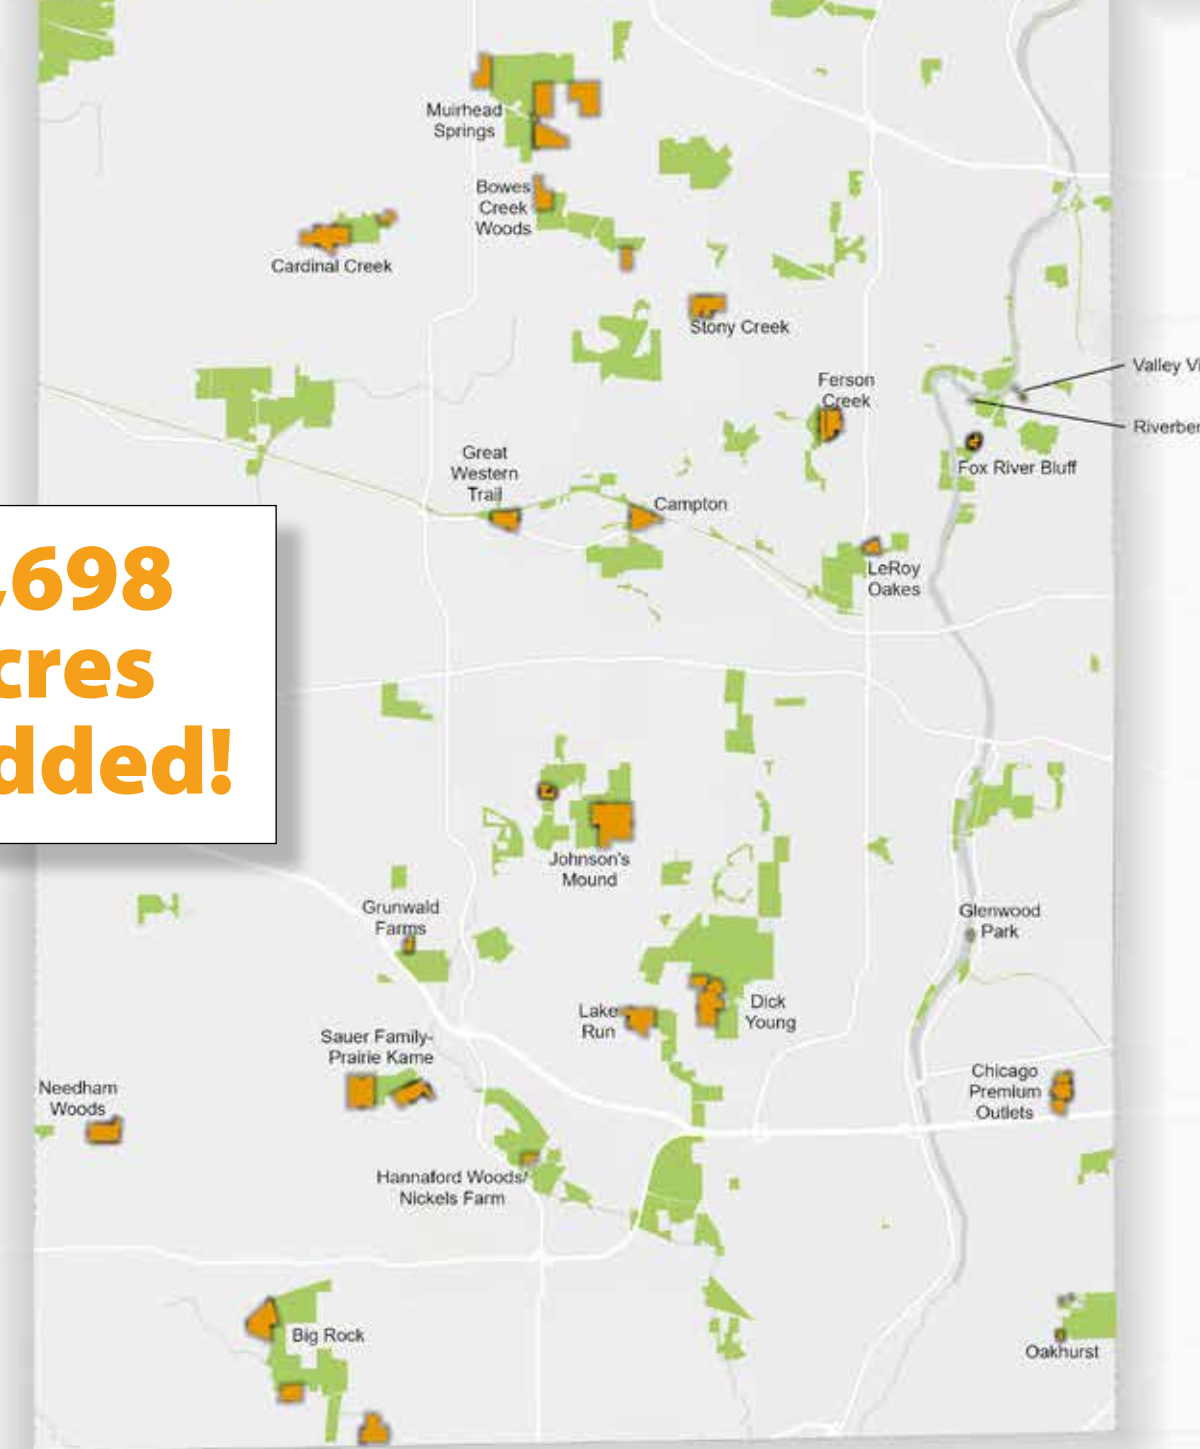 Muirhead
Springs
Bowes
Creek
Woods
Cardinal Creek
Stony Creek
Valley
Ferson
Creek
Fox River Bluff
Great
Western
Trail
Campton
LeRoy
Oakes
,698
cres
dded!
Johnson's
Mound
Grunwald
Farms
Glenwood
Park
Lake
Run
Dick
Young
Sauer Family-
Prairie Kame
Chicago
Premium
Outlets
Needham
Woods
Hannaford Woods/
Nickels Farm
Big Rock
Oakhurst